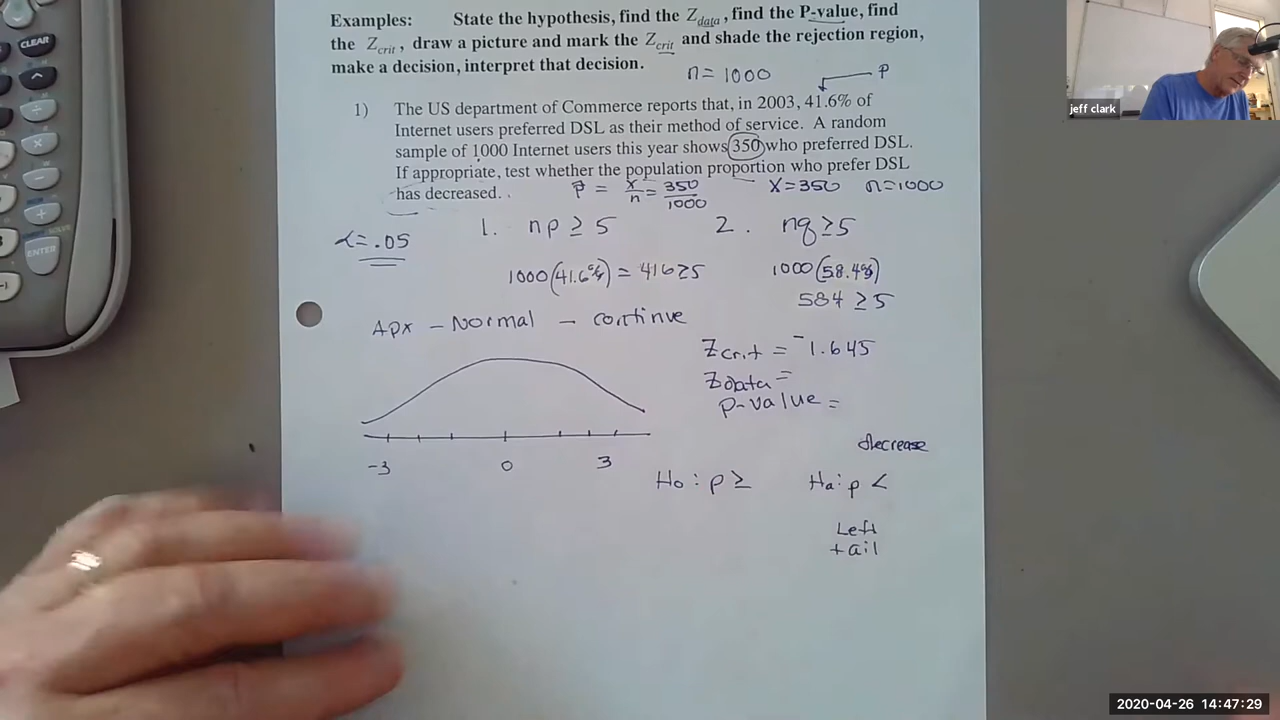 Examples: State the hypothesis, find the Z_data, find the P-value, find
the Z_crit, draw a picture and mark the Z_crit and shade the rejection region,
make a decision, interpret that decision.
n = 1000
P
1) The US department of Commerce reports that, in 2003, 41.6% of
Internet users preferred DSL as their method of service. A random
sample of 1000 Internet users this year shows 350 who preferred DSL.
If appropriate, test whether the population proportion who prefer DSL
has decreased.
p̂ = x/n = 350/1000 X=350 n=1000
α = .05
1. np ≥ 5 2. nq ≥ 5
1000(41.6%) = 416 ≥ 5 1000(58.4%)
584 ≥ 5
Apx - Normal - continue
Zcrit = -1.645
Zdata =
P-value =
decrease
-3 0 3
Ho : p ≥ Ha : p <
Left
tail
CLEAR
ENTER
jeff clark
2020-04-26 14:47:29